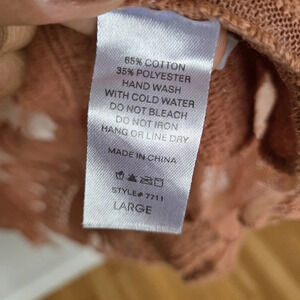 65% COTTON
35% POLYESTER
HAND WASH
WITH COLD WATER
DO NOT BLEACH
DO NOT IRON
HANG OR LINE DRY
MADE IN CHINA
STYLE# 7711
LARGE